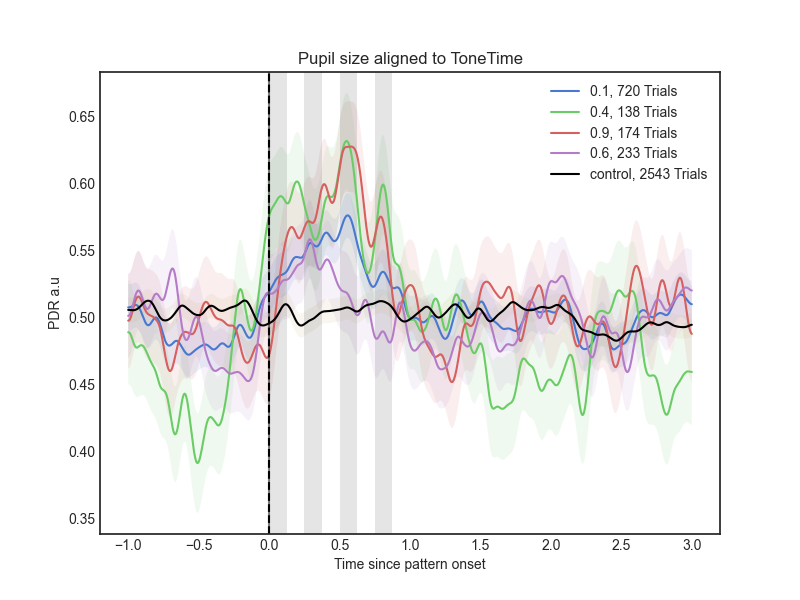 Pupil size aligned to ToneTime
0.1, 720 Trials
0.4, 138 Trials
0.9, 174 Trials
0.6, 233 Trials
control, 2543 Trials
PDR a.u
0.65
0.60
0.55
0.50
0.45
0.40
0.35
−1.0 −0.5 0.0 0.5 1.0 1.5 2.0 2.5 3.0
Time since pattern onset